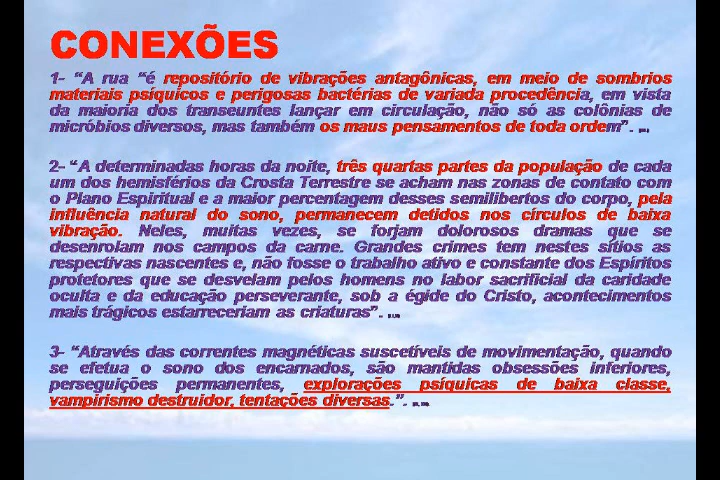 CONEXÕES
1- “A rua “é repositório de vibrações antagônicas, em meio de sombrios
materiais psíquicos e perigosas bactérias de variada procedência, em vista
da maioria dos transeuntes lançar em circulação, não só as colônias de
micróbios diversos, mas também os maus pensamentos de toda ordem”.
2- “A determinadas horas da noite, três quartas partes da população de cada
um dos hemisférios da Crosta Terrestre se acham nas zonas de contato com
o Plano Espiritual e a maior percentagem desses semilibertos do corpo, pela
influência natural do sono, permanecem detidos nos círculos de baixa
vibração. Neles, muitas vezes, se forjam dolorosos dramas que se
desenrolam nos campos da carne. Grandes crimes tem nestes sítios as
respectivas nascentes e, não fosse o trabalho ativo e constante dos Espíritos
protetores que se desvelam pelos homens no labor sacrificial da caridade
oculta e da educação perseverante, sob a égide do Cristo, acontecimentos
mais trágicos estarreceriam as criaturas”.
3- “Através das correntes magnéticas suscetíveis de movimentação, quando
se efetua o sono dos encarnados, são mantidas obsessões inferiores,
perseguições permanentes, explorações psíquicas de baixa classe,
vampirismo destruidor, tentações diversas.”.